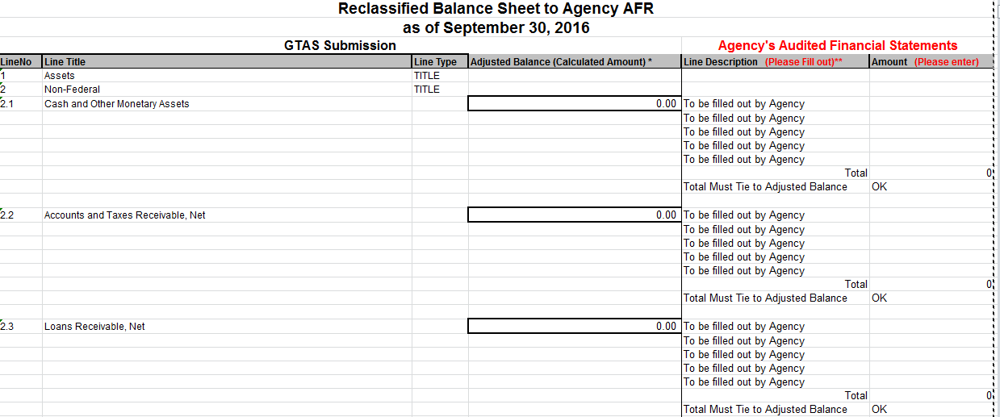 Reclassified Balance Sheet to Agency AFR
as of September 30, 2016
GTAS Submission Agency's Audited Financial Statements
LineNo Line Title Line Type Adjusted Balance (Calculated Amount) * Line Description (Please Fill out)** Amount (Please enter)
1 Assets TITLE
2 Non-Federal TITLE
2.1 Cash and Other Monetary Assets 0.00 To be filled out by Agency
To be filled out by Agency
To be filled out by Agency
To be filled out by Agency
To be filled out by Agency
Total 0
Total Must Tie to Adjusted Balance OK
2.2 Accounts and Taxes Receivable, Net 0.00 To be filled out by Agency
To be filled out by Agency
To be filled out by Agency
To be filled out by Agency
To be filled out by Agency
Total 0
Total Must Tie to Adjusted Balance OK
2.3 Loans Receivable, Net 0.00 To be filled out by Agency
To be filled out by Agency
To be filled out by Agency
To be filled out by Agency
To be filled out by Agency
Total 0
Total Must Tie to Adjusted Balance OK